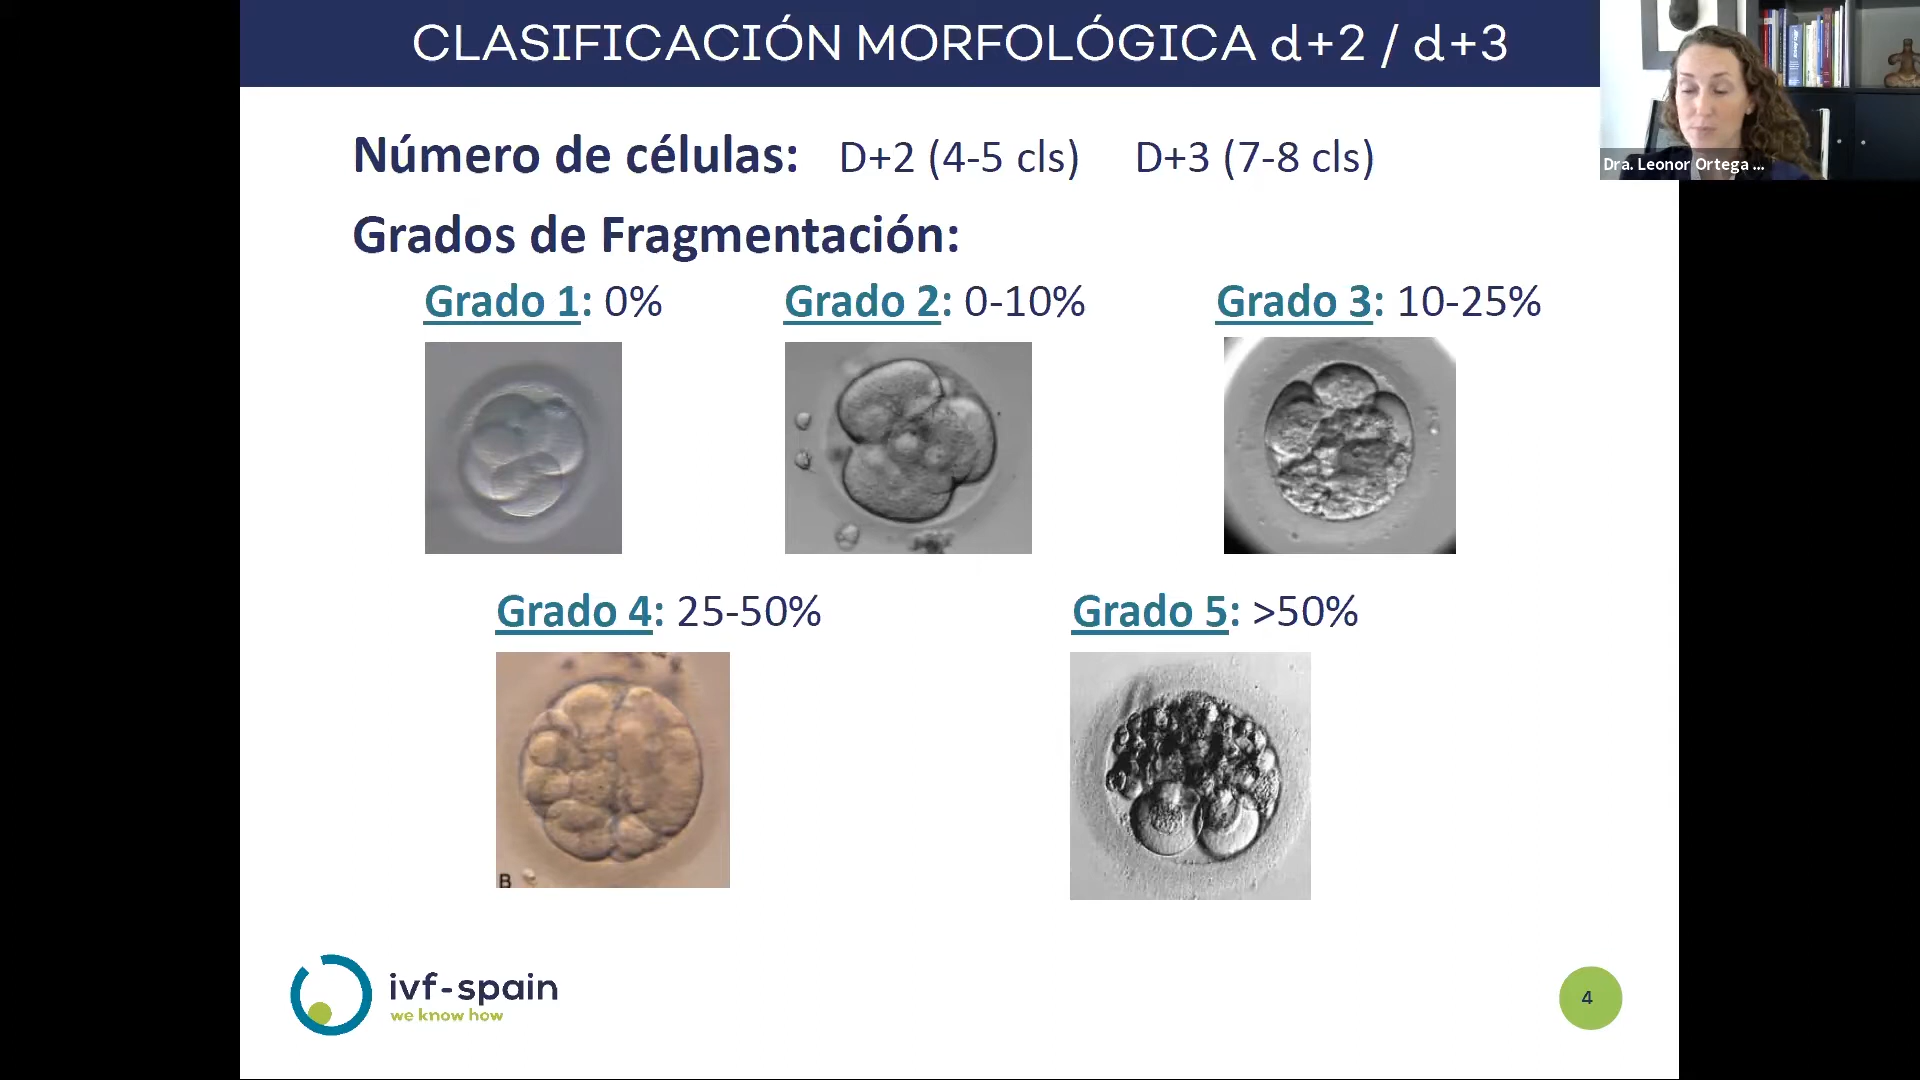 CLASIFICACIÓN MORFOLÓGICA d+2 / d+3
Dra. Leonor Ortega ...
Número de células: D+2 (4-5 cls) D+3 (7-8 cls)
Grados de Fragmentación:
Grado 1: 0% Grado 2: 0-10% Grado 3: 10-25%
Grado 4: 25-50% Grado 5: >50%
B
ivf-spain
we know how
4